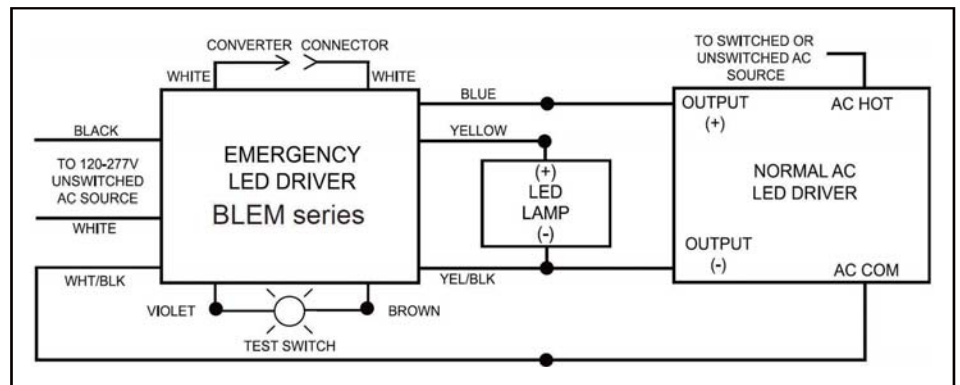 CONVERTER CONNECTOR
WHITE
WHITE
BLACK
TO 120-277V
UNSWITCHED
AC SOURCE
WHITE
WHT/BLK
EMERGENCY
LED DRIVER
BLEM series
VIOLET
BROWN
TEST SWITCH
BLUE
YELLOW
(+)
LED
LAMP
(-)
YEL/BLK
TO SWITCHED OR
UNSWITCHED AC
SOURCE
OUTPUT
(+)
AC HOT
NORMAL AC
LED DRIVER
OUTPUT
(-)
AC COM